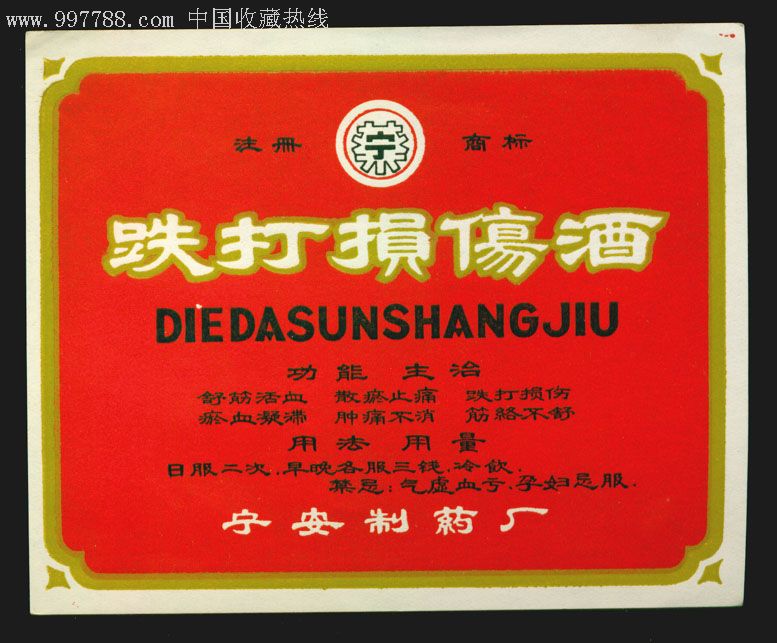 www.997788.com 中国收藏热线
注册 宁 商标
跌打損傷酒
DIEDASUNSHANGJIU
功能 主治
舒筋活血 散瘀止痛 跌打损伤
瘀血凝滞 肿痛不消 筋络不舒
用法 用量
日服二次.早晚各服三钱,冷饮.
禁忌:气虚血亏.孕妇忌服.
宁安制药厂